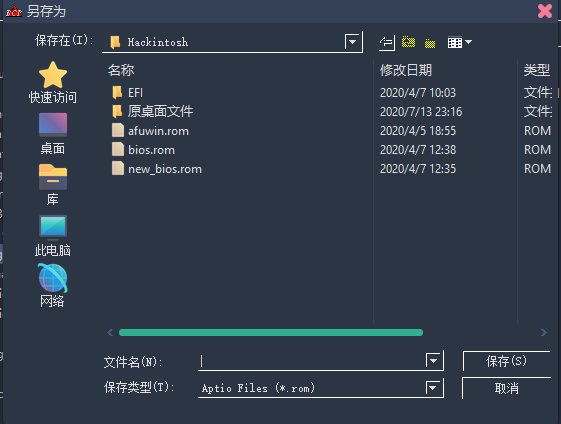 另存为
保存在(I):
Hackintosh
快速访问
桌面
库
此电脑
网络
名称 修改日期 类型
EFI 2020/4/7 10:03 文件
原桌面文件 2020/7/13 23:16 文件
afuwin.rom 2020/4/5 18:55 ROM
bios.rom 2020/4/7 12:38 ROM
new_bios.rom 2020/4/7 12:35 ROM
文件名(N):
保存(S)
保存类型(T): Aptio Files (*.rom)
取消